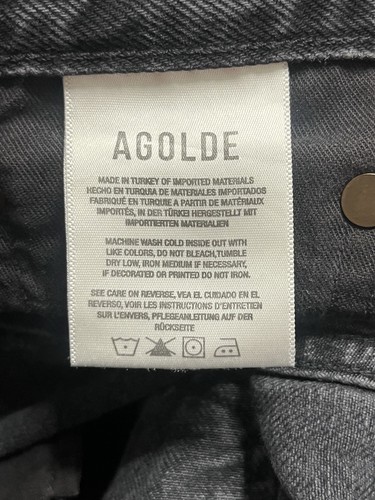 AGOLDE
MADE IN TURKEY OF IMPORTED MATERIALS
HECHO EN TURQUIA DE MATERIALES IMPORTADOS
FABRIQUÉ EN TURQUIE A PARTIR DE MATÉRIAUX
IMPORTÉS, IN DER TÜRKEI HERGESTELLT MIT
IMPORTIERTEN MATERIALIEN
MACHINE WASH COLD INSIDE OUT WITH
LIKE COLORS, DO NOT BLEACH,TUMBLE
DRY LOW, IRON MEDIUM IF NECESSARY,
IF DECORATED OR PRINTED DO NOT IRON.
SEE CARE ON REVERSE, VEA EL CUIDADO EN EL
REVERSO, VOIR LES INSTRUCTIONS D'ENTRETIEN
SUR L'ENVERS, PFLEGEANLEITUNG AUF DER
RÜCKSEITE